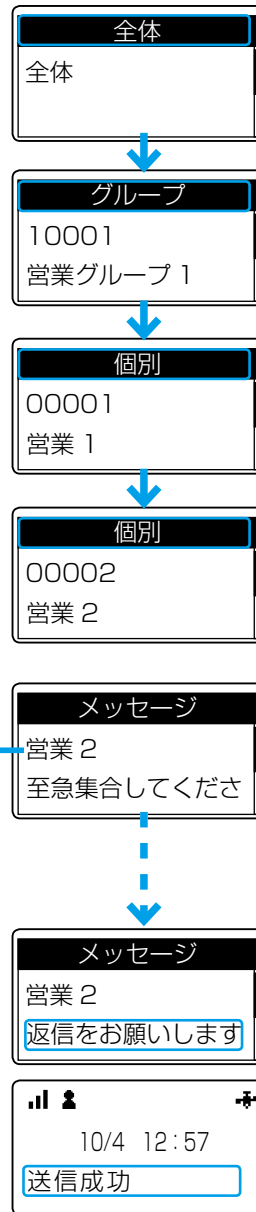 全体
全体
グループ
10001
営業グループ 1
個別
00001
営業 1
個別
00002
営業 2
メッセージ
営業 2
至急集合してくださ
メッセージ
営業 2
返信をお願いします
10/4 12:57
送信成功